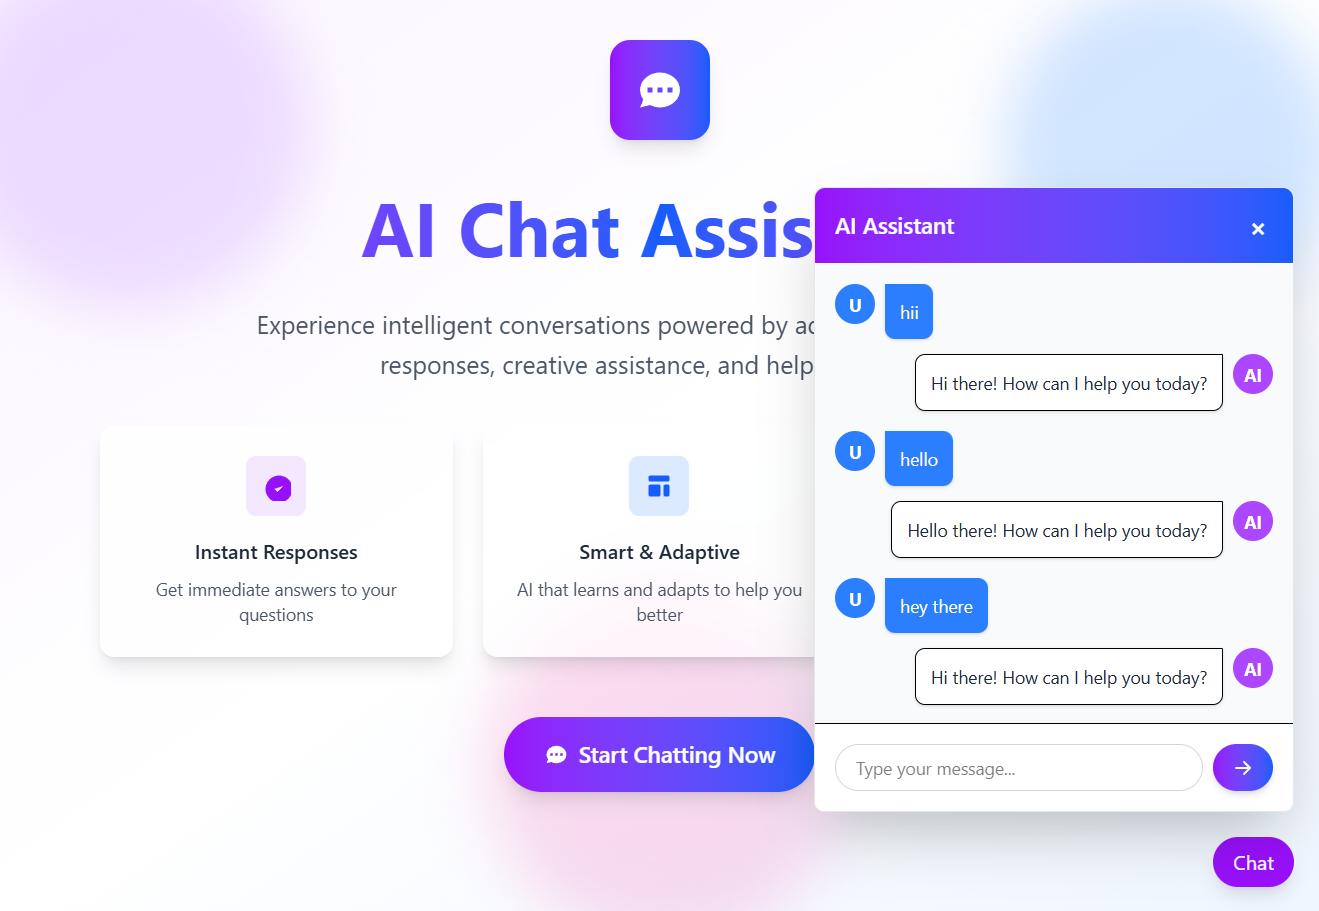 AI Chat Assis
Experience intelligent conversations powered by
responses, creative assistance, and help
Instant Responses
Get immediate answers to your
questions
Smart & Adaptive
AI that learns and adapts to help you
better
Start Chatting Now
AI Assistant
U
hii
Hi there! How can I help you today?
AI
U
hello
Hello there! How can I help you today?
AI
U
hey there
Hi there! How can I help you today?
AI
Type your message...
Chat